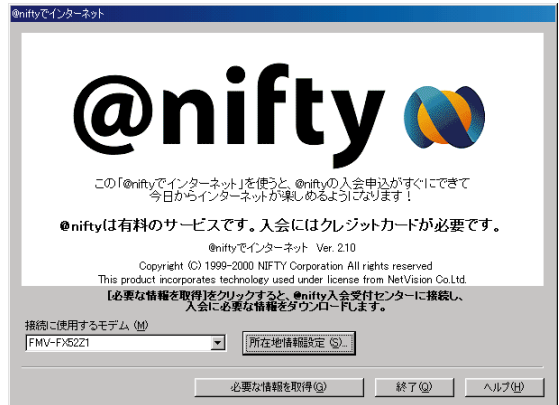 @niftyでインターネット
@nifty
この「@niftyでインターネット」を使うと、@niftyの入会申込がすぐにできて
今日からインターネットが楽しめるようになります！
@niftyは有料のサービスです。入会にはクレジットカードが必要です。
@niftyでインターネット Ver. 2.10
Copyright (C) 1999-2000 NIFTY Corporation All rights reserved
This product incorporates technology used under license from NetVision Co.Ltd.
[必要な情報を取得]をクリックすると、@nifty入会受付センターに接続し、
入会に必要な情報をダウンロードします。
接続に使用するモデム (M)
FMV-FX52Z1
所在地情報設定 (S)...
必要な情報を取得(G)
終了(Q)
ヘルプ(H)